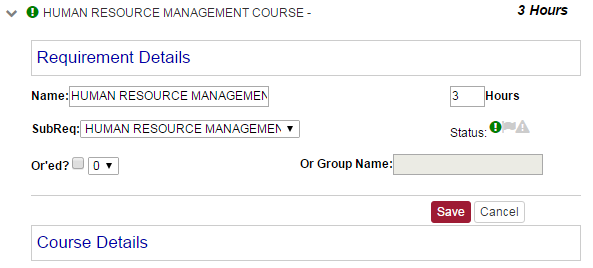 HUMAN RESOURCE MANAGEMENT COURSE - 3 Hours
Requirement Details
Name: HUMAN RESOURCE MANAGEMEN 3 Hours
SubReq: HUMAN RESOURCE MANAGEMEN Status:
Or'ed? 0 Or Group Name:
Save Cancel
Course Details